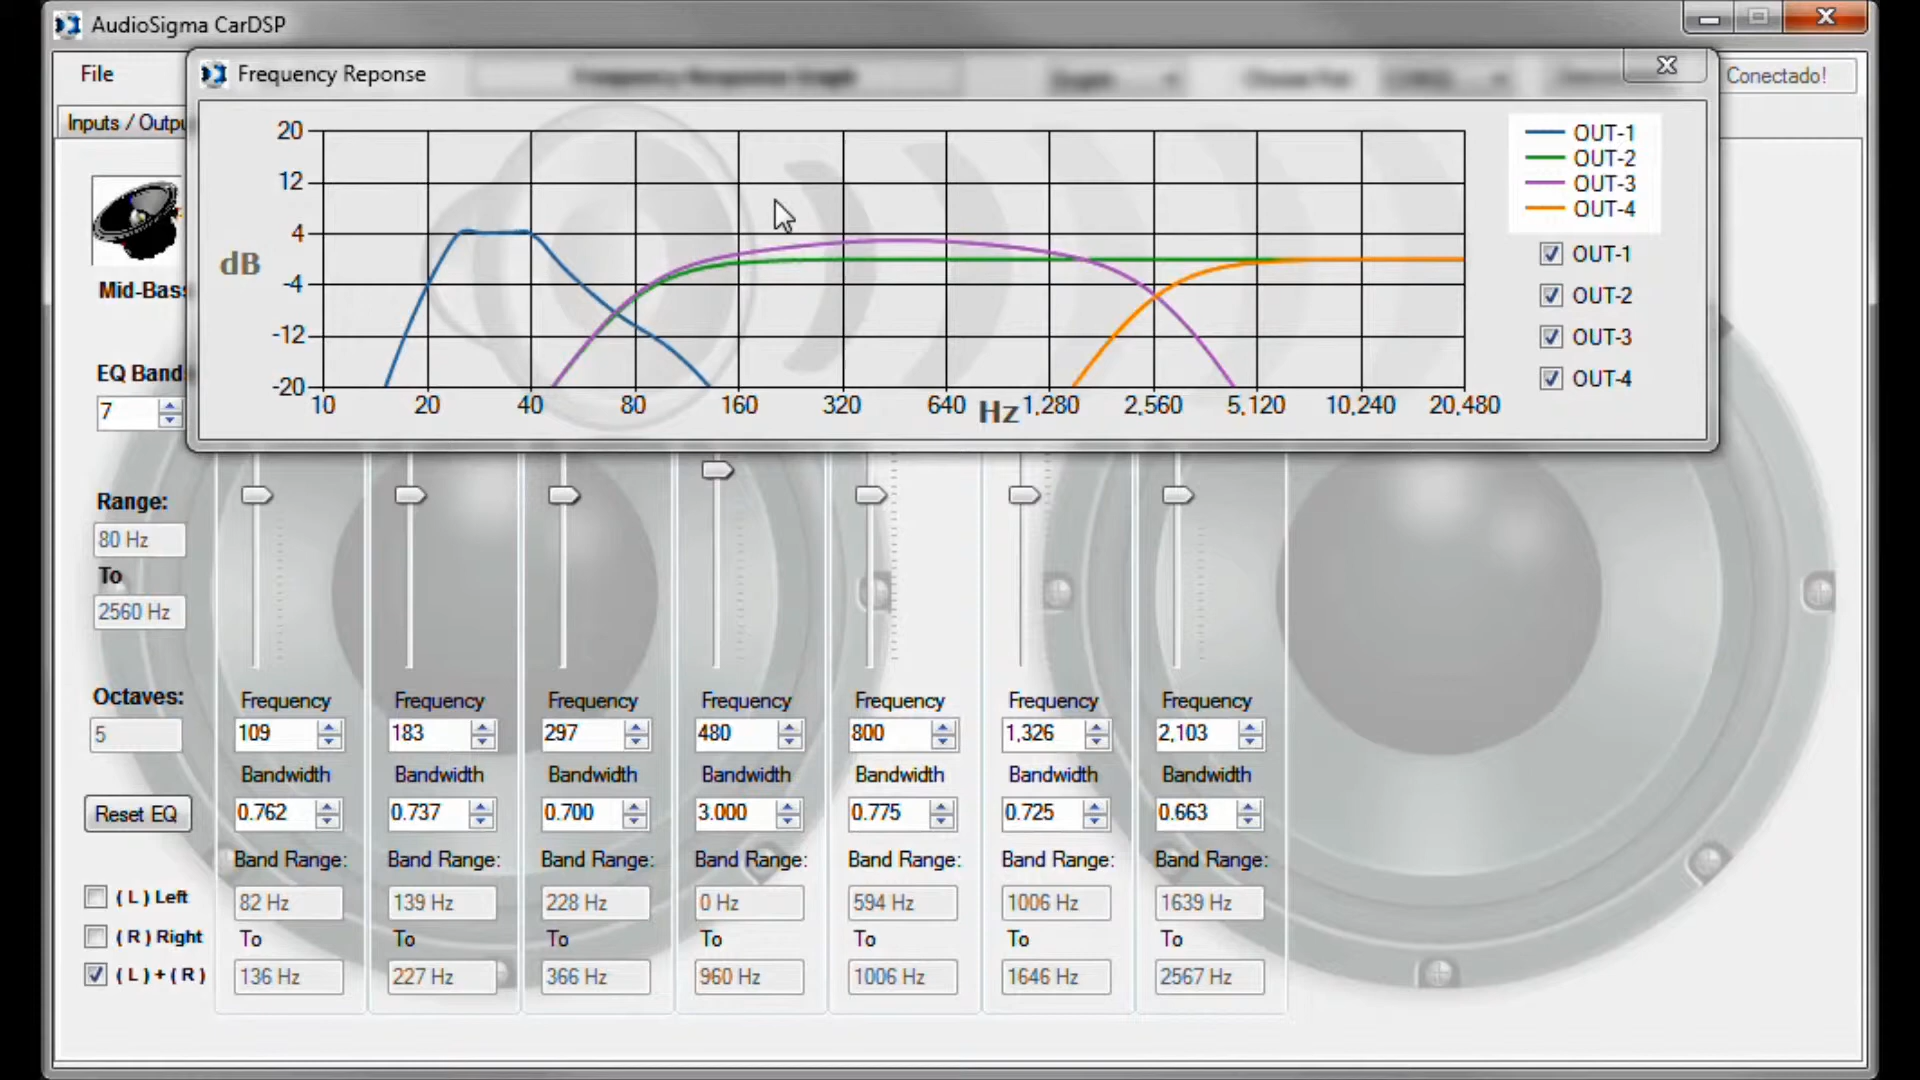 AudioSigma CarDSP
File
Frequency Reponse
Frequency Response Graph
Conectado!
Inputs / Outpu
20
12
4
-4
-12
-20
dB
10
20
40
80
160
320
640
Hz
1,280
2,560
5,120
10,240
20,480
OUT-1
OUT-2
OUT-3
OUT-4
OUT-1
OUT-2
OUT-3
OUT-4
Mid-Bass
EQ Band
7
Range:
80 Hz
To
2560 Hz
Octaves:
5
Reset EQ
( L ) Left
( R ) Right
( L ) + ( R )
Frequency Frequency Frequency Frequency Frequency Frequency Frequency
109 183 297 480 800 1,326 2,103
Bandwidth Bandwidth Bandwidth Bandwidth Bandwidth Bandwidth Bandwidth
0.762 0.737 0.700 3.000 0.775 0.725 0.663
Band Range: Band Range: Band Range: Band Range: Band Range: Band Range: Band Range:
82 Hz 139 Hz 228 Hz 0 Hz 594 Hz 1006 Hz 1639 Hz
To To To To To To To
136 Hz 227 Hz 366 Hz 960 Hz 1006 Hz 1646 Hz 2567 Hz